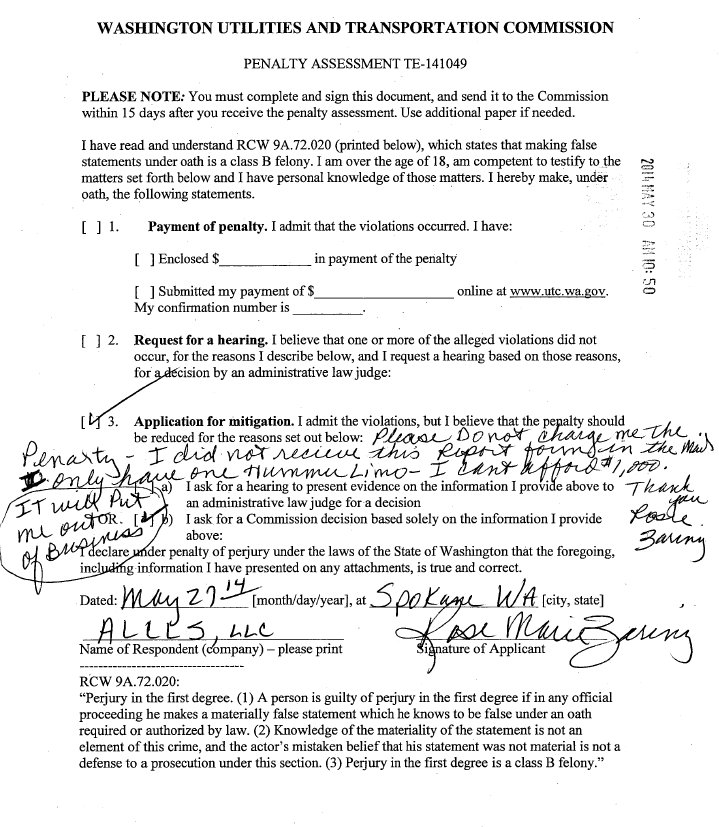 WASHINGTON UTILITIES AND TRANSPORTATION COMMISSION
PENALTY ASSESSMENT TE-141049
PLEASE NOTE: You must complete and sign this document, and send it to the Commission
within 15 days after you receive the penalty assessment. Use additional paper if needed.
I have read and understand RCW 9A.72.020 (printed below), which states that making false
statements under oath is a class B felony. I am over the age of 18, am competent to testify to the
matters set forth below and I have personal knowledge of those matters. I hereby make, under
oath, the following statements.
2014 MAY 30 AM 10:50
[ ] 1. Payment of penalty. I admit that the violations occurred. I have:
[ ] Enclosed $______________ in payment of the penalty
[ ] Submitted my payment of $____________________ online at www.utc.wa.gov.
My confirmation number is __________.
[ ] 2. Request for a hearing. I believe that one or more of the alleged violations did not
occur, for the reasons I describe below, and I request a hearing based on those reasons,
for a decision by an administrative law judge:
[✓] 3. Application for mitigation. I admit the violations, but I believe that the penalty should
be reduced for the reasons set out below: Please Do not charge me the
Penalty - I did not recieve this Report form in the Mail
I only have one Hummer Limo - I cant afford $1,000.
It will Put
me out
of Business
Thank
you
Rosie
Zareny
a) I ask for a hearing to present evidence on the information I provide above to
an administrative law judge for a decision
OR. [✓] b) I ask for a Commission decision based solely on the information I provide
above:
I declare under penalty of perjury under the laws of the State of Washington that the foregoing,
including information I have presented on any attachments, is true and correct.
Dated: May 27 14 [month/day/year], at Spokane WA [city, state]
ALLES, LLC Rose Marie Zareny
Name of Respondent (company) – please print Signature of Applicant
-----------------------------------
RCW 9A.72.020:
“Perjury in the first degree. (1) A person is guilty of perjury in the first degree if in any official
proceeding he makes a materially false statement which he knows to be false under an oath
required or authorized by law. (2) Knowledge of the materiality of the statement is not an
element of this crime, and the actor's mistaken belief that his statement was not material is not a
defense to a prosecution under this section. (3) Perjury in the first degree is a class B felony.”